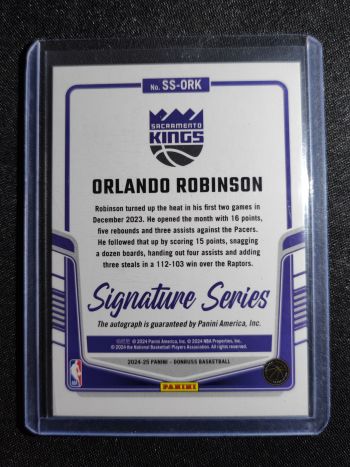 No. SS-ORK
SACRAMENTO
KINGS
ORLANDO ROBINSON
Robinson turned up the heat in his first two games in
December 2023. He opened the month with 16 points,
five rebounds and three assists against the Pacers.
He followed that up by scoring 15 points, snagging
a dozen boards, handing out four assists and adding
three steals in a 112-103 win over the Raptors.
Signature Series
The autograph is guaranteed by Panini America, Inc.
© 2024 Panini America, Inc. © 2024 NBA Properties, Inc.
© 2024 the National Basketball Players Association. All rights reserved.
2024-25 PANINI - DONRUSS BASKETBALL
PANINI